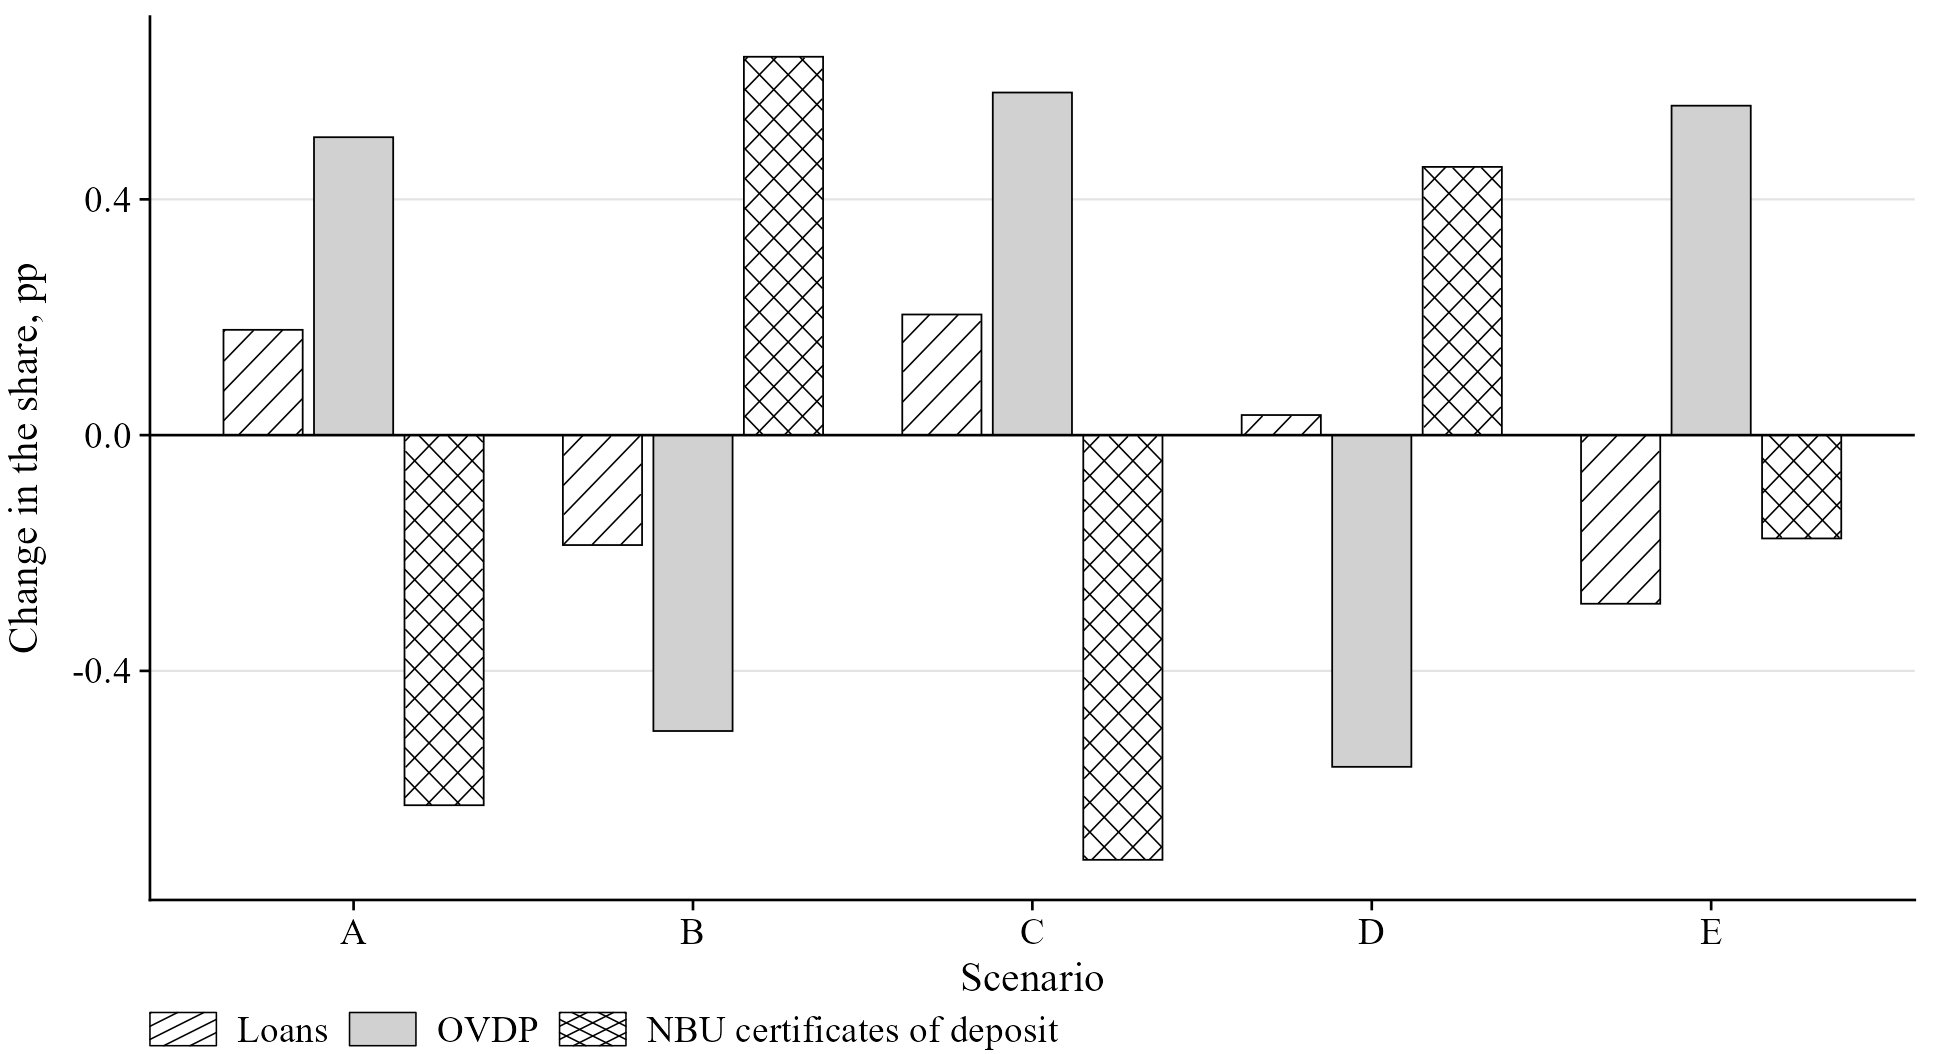 Change in the share, pp
0.4
0.0
-0.4
A B C D E
Scenario
Loans OVDP NBU certificates of deposit